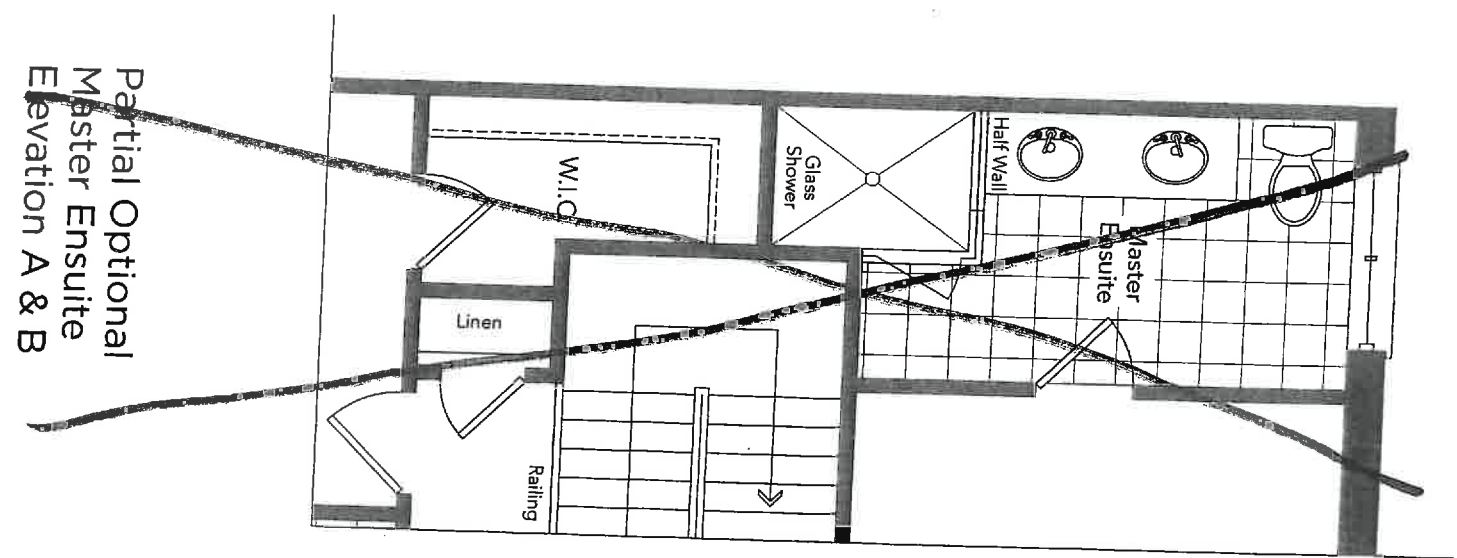 Partial Optional
Master Ensuite
Elevation A & B
W.I.C
Glass
Shower
Half Wall
Master
Ensuite
Linen
Railing